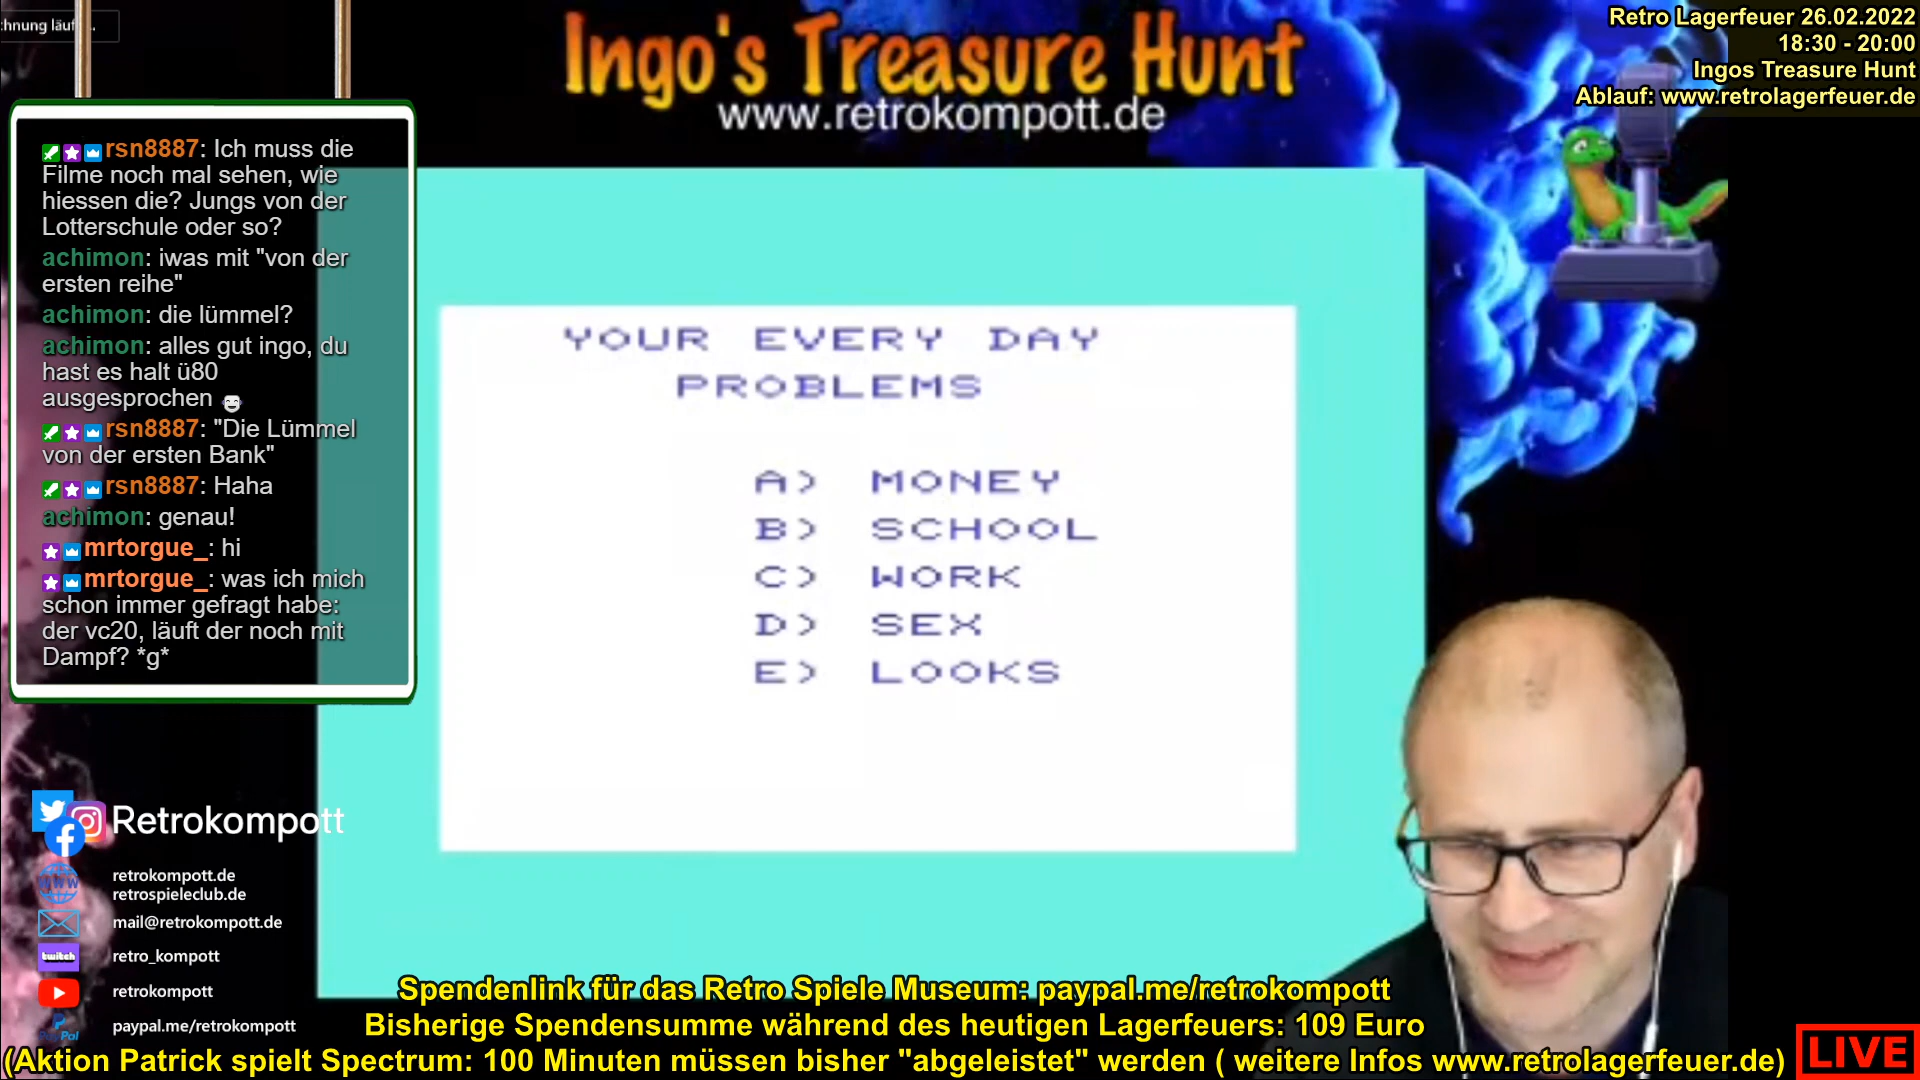 chnung läuf
Ingo's Treasure Hunt
www.retrokompott.de
Retro Lagerfeuer 26.02.2022
18:30 - 20:00
Ingos Treasure Hunt
Ablauf: www.retrolagerfeuer.de
rsn8887: Ich muss die
Filme noch mal sehen, wie
hiessen die? Jungs von der
Lotterschule oder so?
achimon: iwas mit "von der
ersten reihe"
achimon: die lümmel?
achimon: alles gut ingo, du
hast es halt ü80
ausgesprochen
rsn8887: "Die Lümmel
von der ersten Bank"
rsn8887: Haha
achimon: genau!
mrtorgue_: hi
mrtorgue_: was ich mich
schon immer gefragt habe:
der vc20, läuft der noch mit
Dampf? *g*
YOUR EVERY DAY
PROBLEMS
A> MONEY
B> SCHOOL
C> WORK
D> SEX
E> LOOKS
Retrokompott
www
retrokompott.de
retrospieleclub.de
mail@retrokompott.de
twitch
retro_kompott
retrokompott
PayPal
paypal.me/retrokompott
Spendenlink für das Retro Spiele Museum: paypal.me/retrokompott
Bisherige Spendensumme während des heutigen Lagerfeuers: 109 Euro
(Aktion Patrick spielt Spectrum: 100 Minuten müssen bisher "abgeleistet" werden ( weitere Infos www.retrolagerfeuer.de)
LIVE